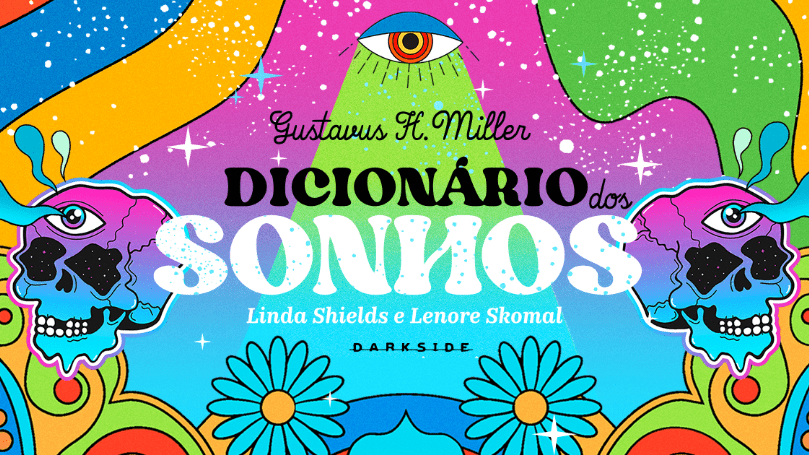 Gustavus H. Miller
DICIONÁRIO dos
SONHOS
Linda Shields e Lenore Skomal
DARKSIDE